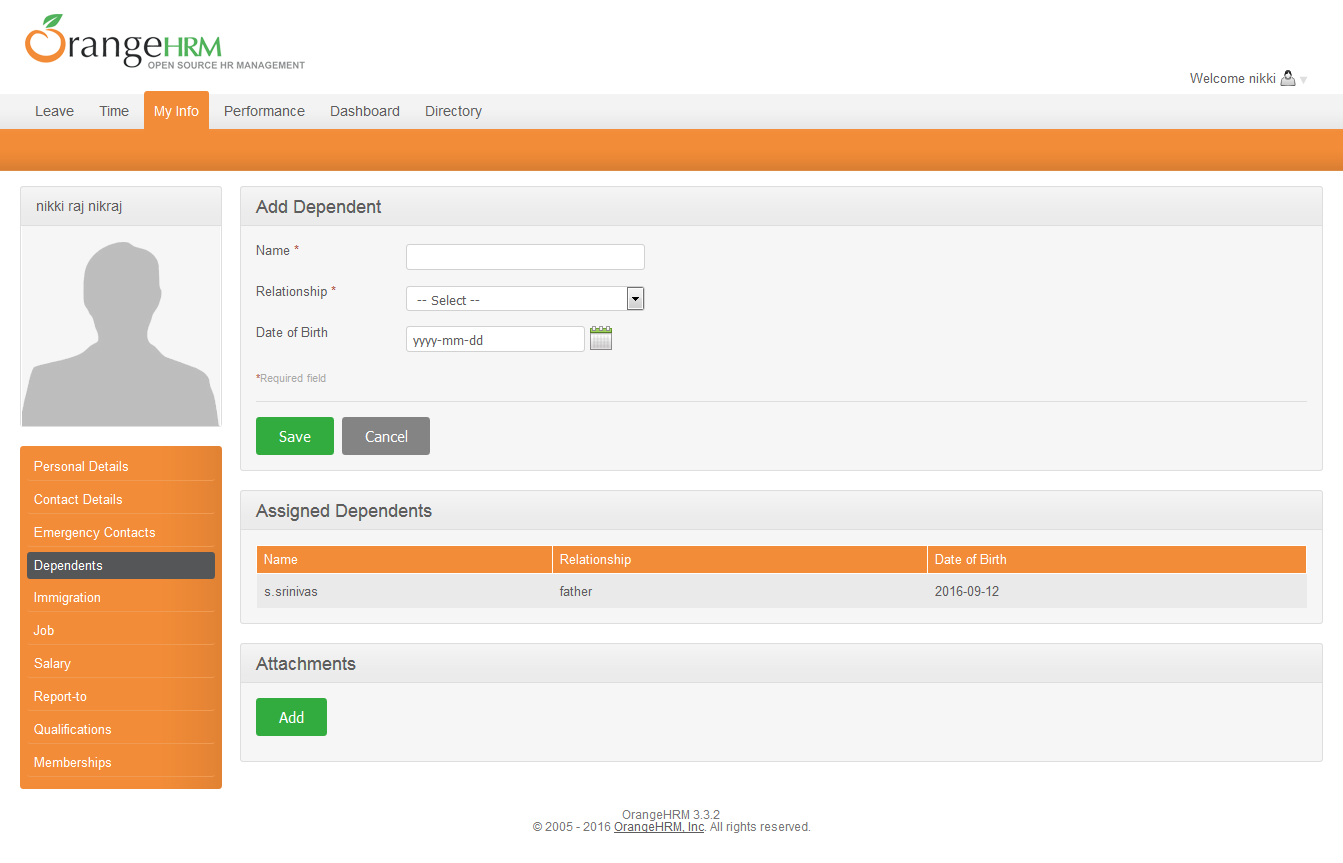 OrangeHRM
OPEN SOURCE HR MANAGEMENT
Welcome nikki
Leave Time My Info Performance Dashboard Directory
nikki raj nikraj
Personal Details
Contact Details
Emergency Contacts
Dependents
Immigration
Job
Salary
Report-to
Qualifications
Memberships
Add Dependent
Name *
Relationship * -- Select --
Date of Birth yyyy-mm-dd
*Required field
Save Cancel
Assigned Dependents
Name Relationship Date of Birth
s.srinivas father 2016-09-12
Attachments
Add
OrangeHRM 3.3.2
© 2005 - 2016 OrangeHRM, Inc. All rights reserved.